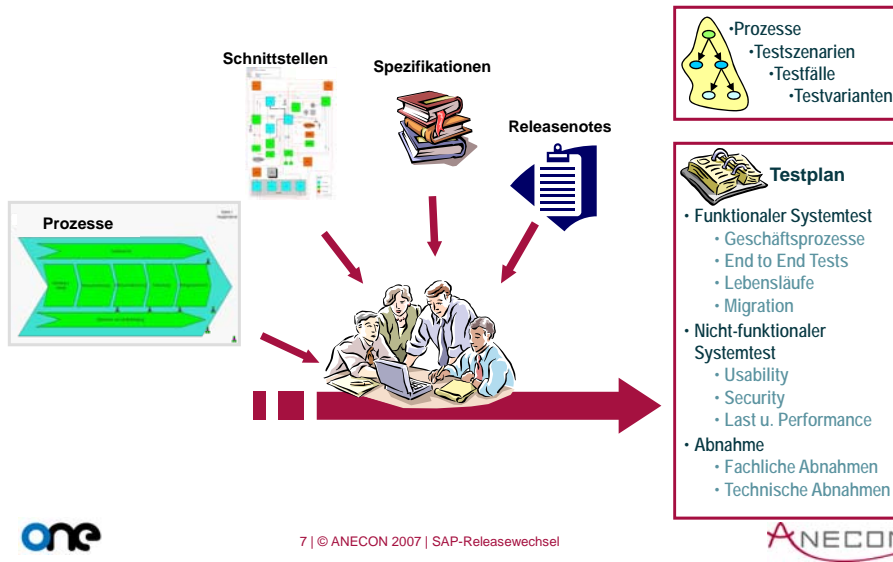 Schnittstellen
Spezifikationen
Releasenotes
Prozesse
•Prozesse
•Testszenarien
•Testfälle
•Testvarianten
Testplan
• Funktionaler Systemtest
• Geschäftsprozesse
• End to End Tests
• Lebensläufe
• Migration
• Nicht-funktionaler
Systemtest
• Usability
• Security
• Last u. Performance
• Abnahme
• Fachliche Abnahmen
• Technische Abnahmen
one
7 | © ANECON 2007 | SAP-Releasewechsel
ANECON